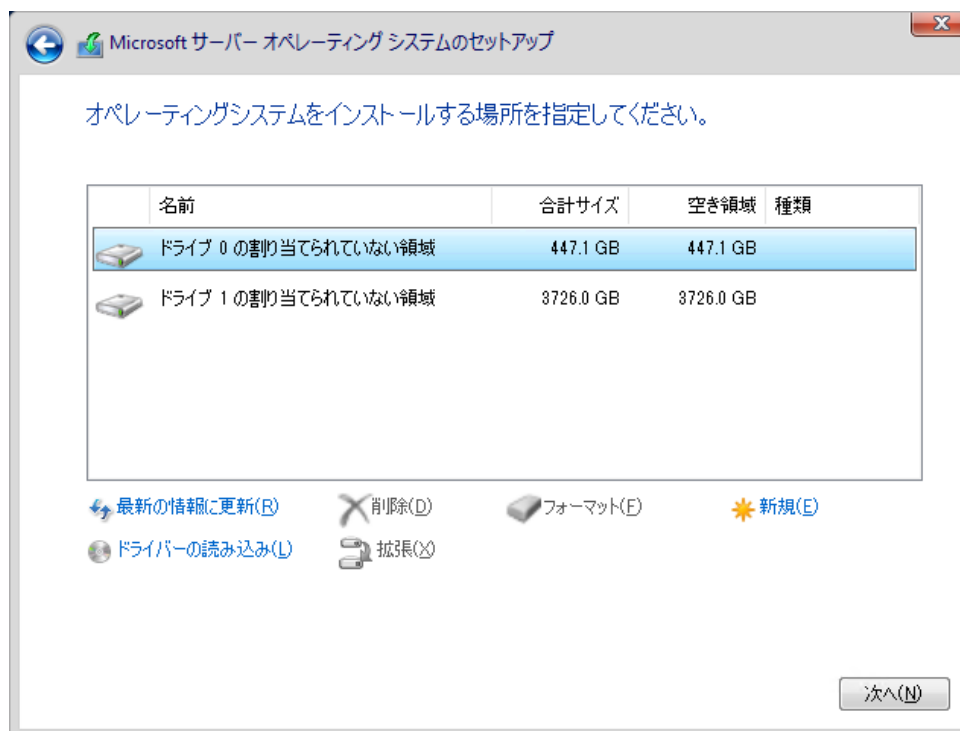 Microsoft サーバー オペレーティング システムのセットアップ
オペレーティングシステムをインストールする場所を指定してください。
名前 合計サイズ 空き領域 種類
ドライブ 0 の割り当てられていない領域 447.1 GB 447.1 GB
ドライブ 1 の割り当てられていない領域 3726.0 GB 3726.0 GB
最新の情報に更新(R) 削除(D) フォーマット(F) 新規(E)
ドライバーの読み込み(L) 拡張(X)
次へ(N)